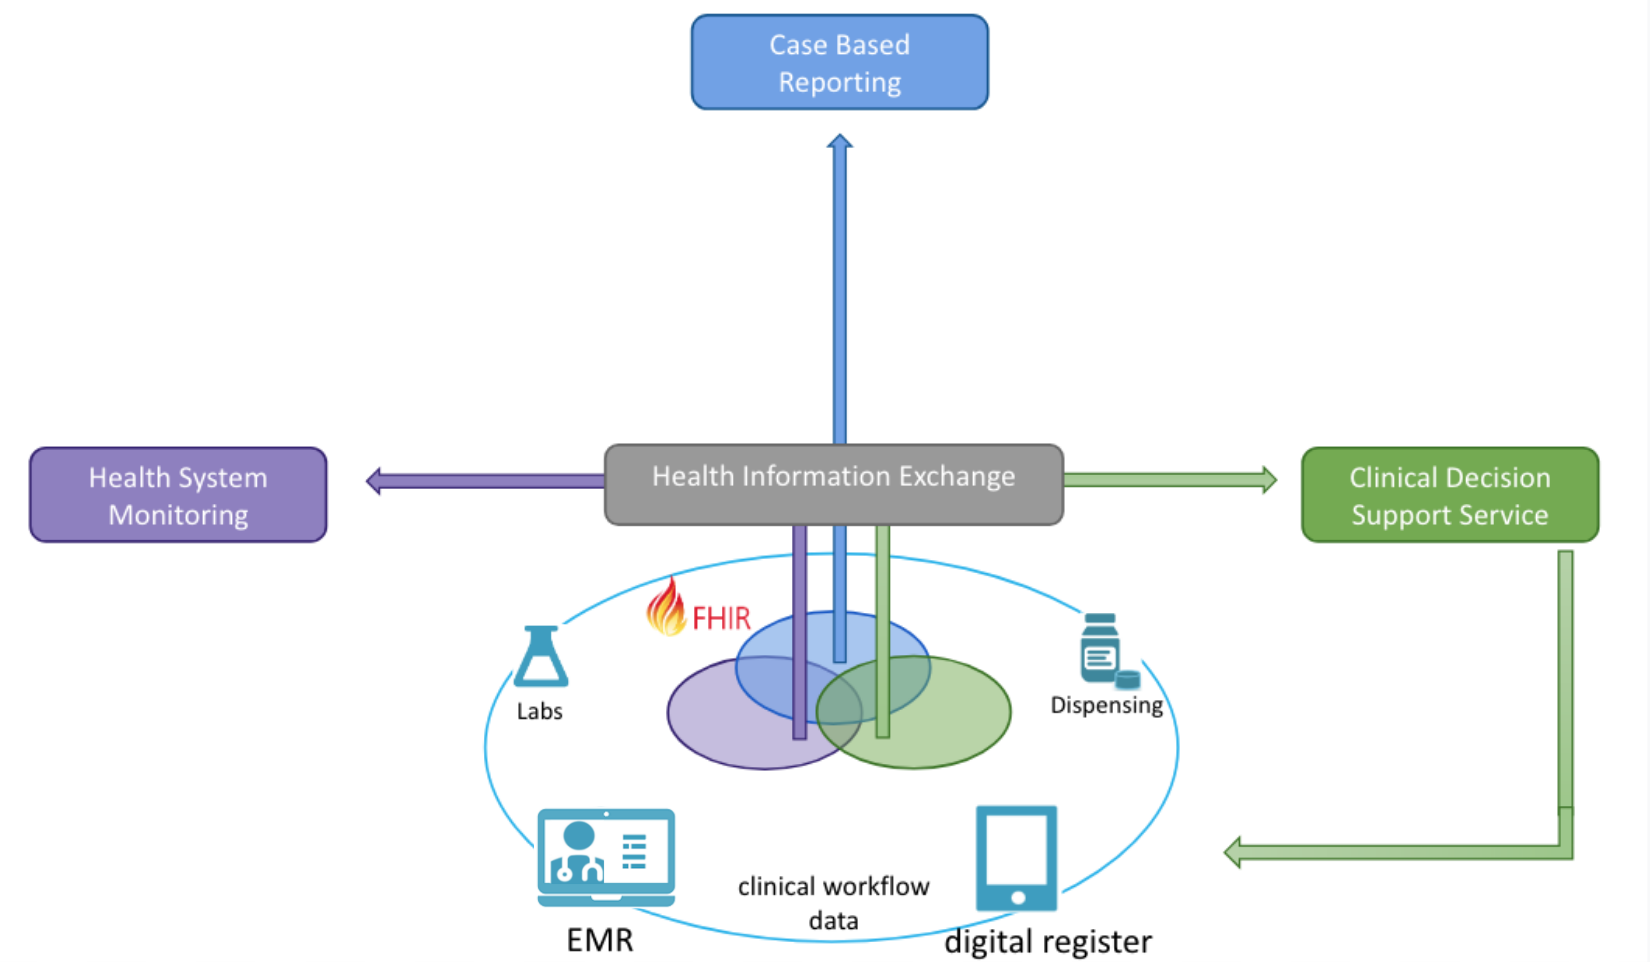 Case Based
Reporting
Health System
Monitoring
Health Information Exchange
Clinical Decision
Support Service
FHIR
Labs
Dispensing
clinical workflow
data
EMR
digital register